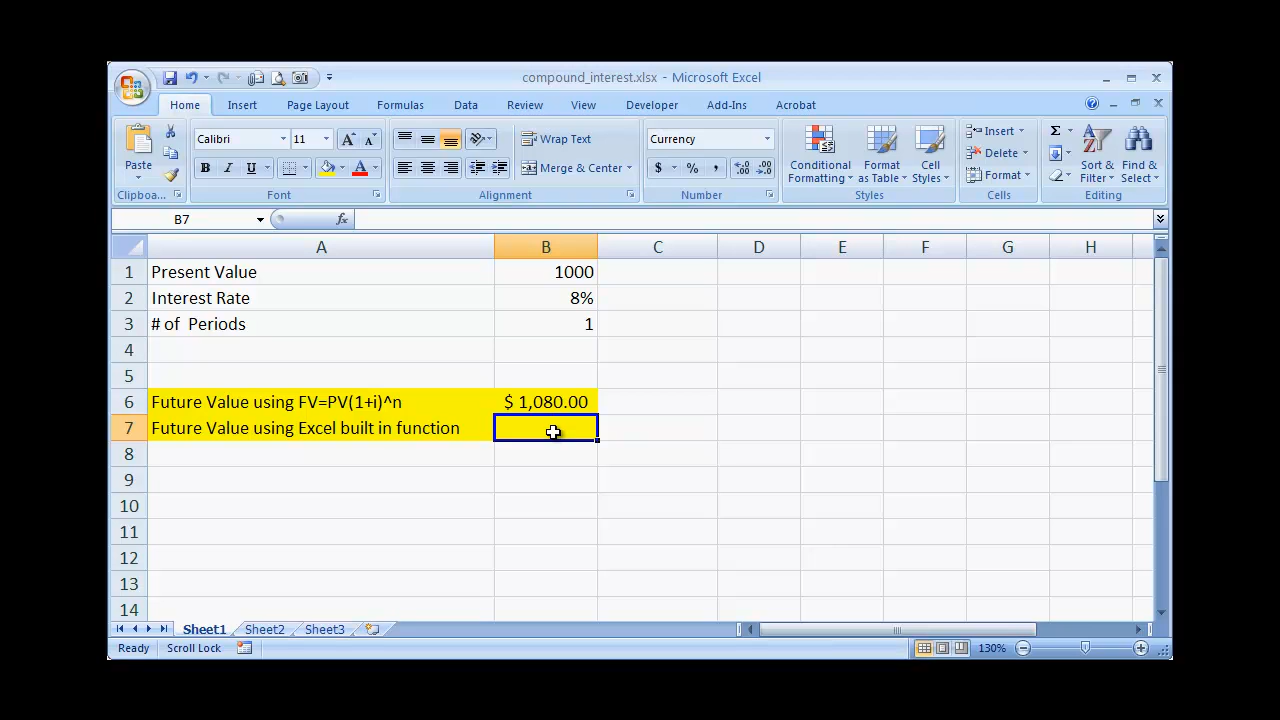 compound_interest.xlsx - Microsoft Excel
Home Insert Page Layout Formulas Data Review View Developer Add-Ins Acrobat
Calibri 11 Wrap Text Currency Insert
Paste Conditional Formatting Format as Table Cell Styles Delete Sort & Filter Find & Select
B I U Merge & Center $ % , Format
Clipboa... Font Alignment Number Styles Cells Editing
B7 fx
A B C D E F G H
1 Present Value 1000
2 Interest Rate 8%
3 # of Periods 1
4
5
6 Future Value using FV=PV(1+i)^n $ 1,080.00
7 Future Value using Excel built in function
8
9
10
11
12
13
14
Sheet1 Sheet2 Sheet3
Ready Scroll Lock 130%